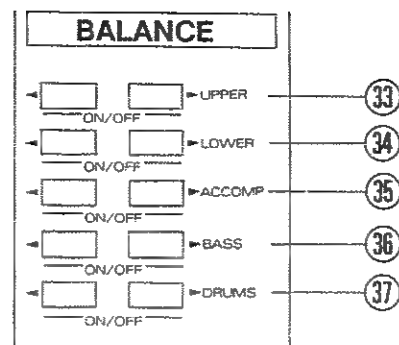 BALANCE
UPPER 33
ON/OFF
LOWER 34
ON/OFF
ACCOMP 35
ON/OFF
BASS 36
ON/OFF
DRUMS 37
ON/OFF